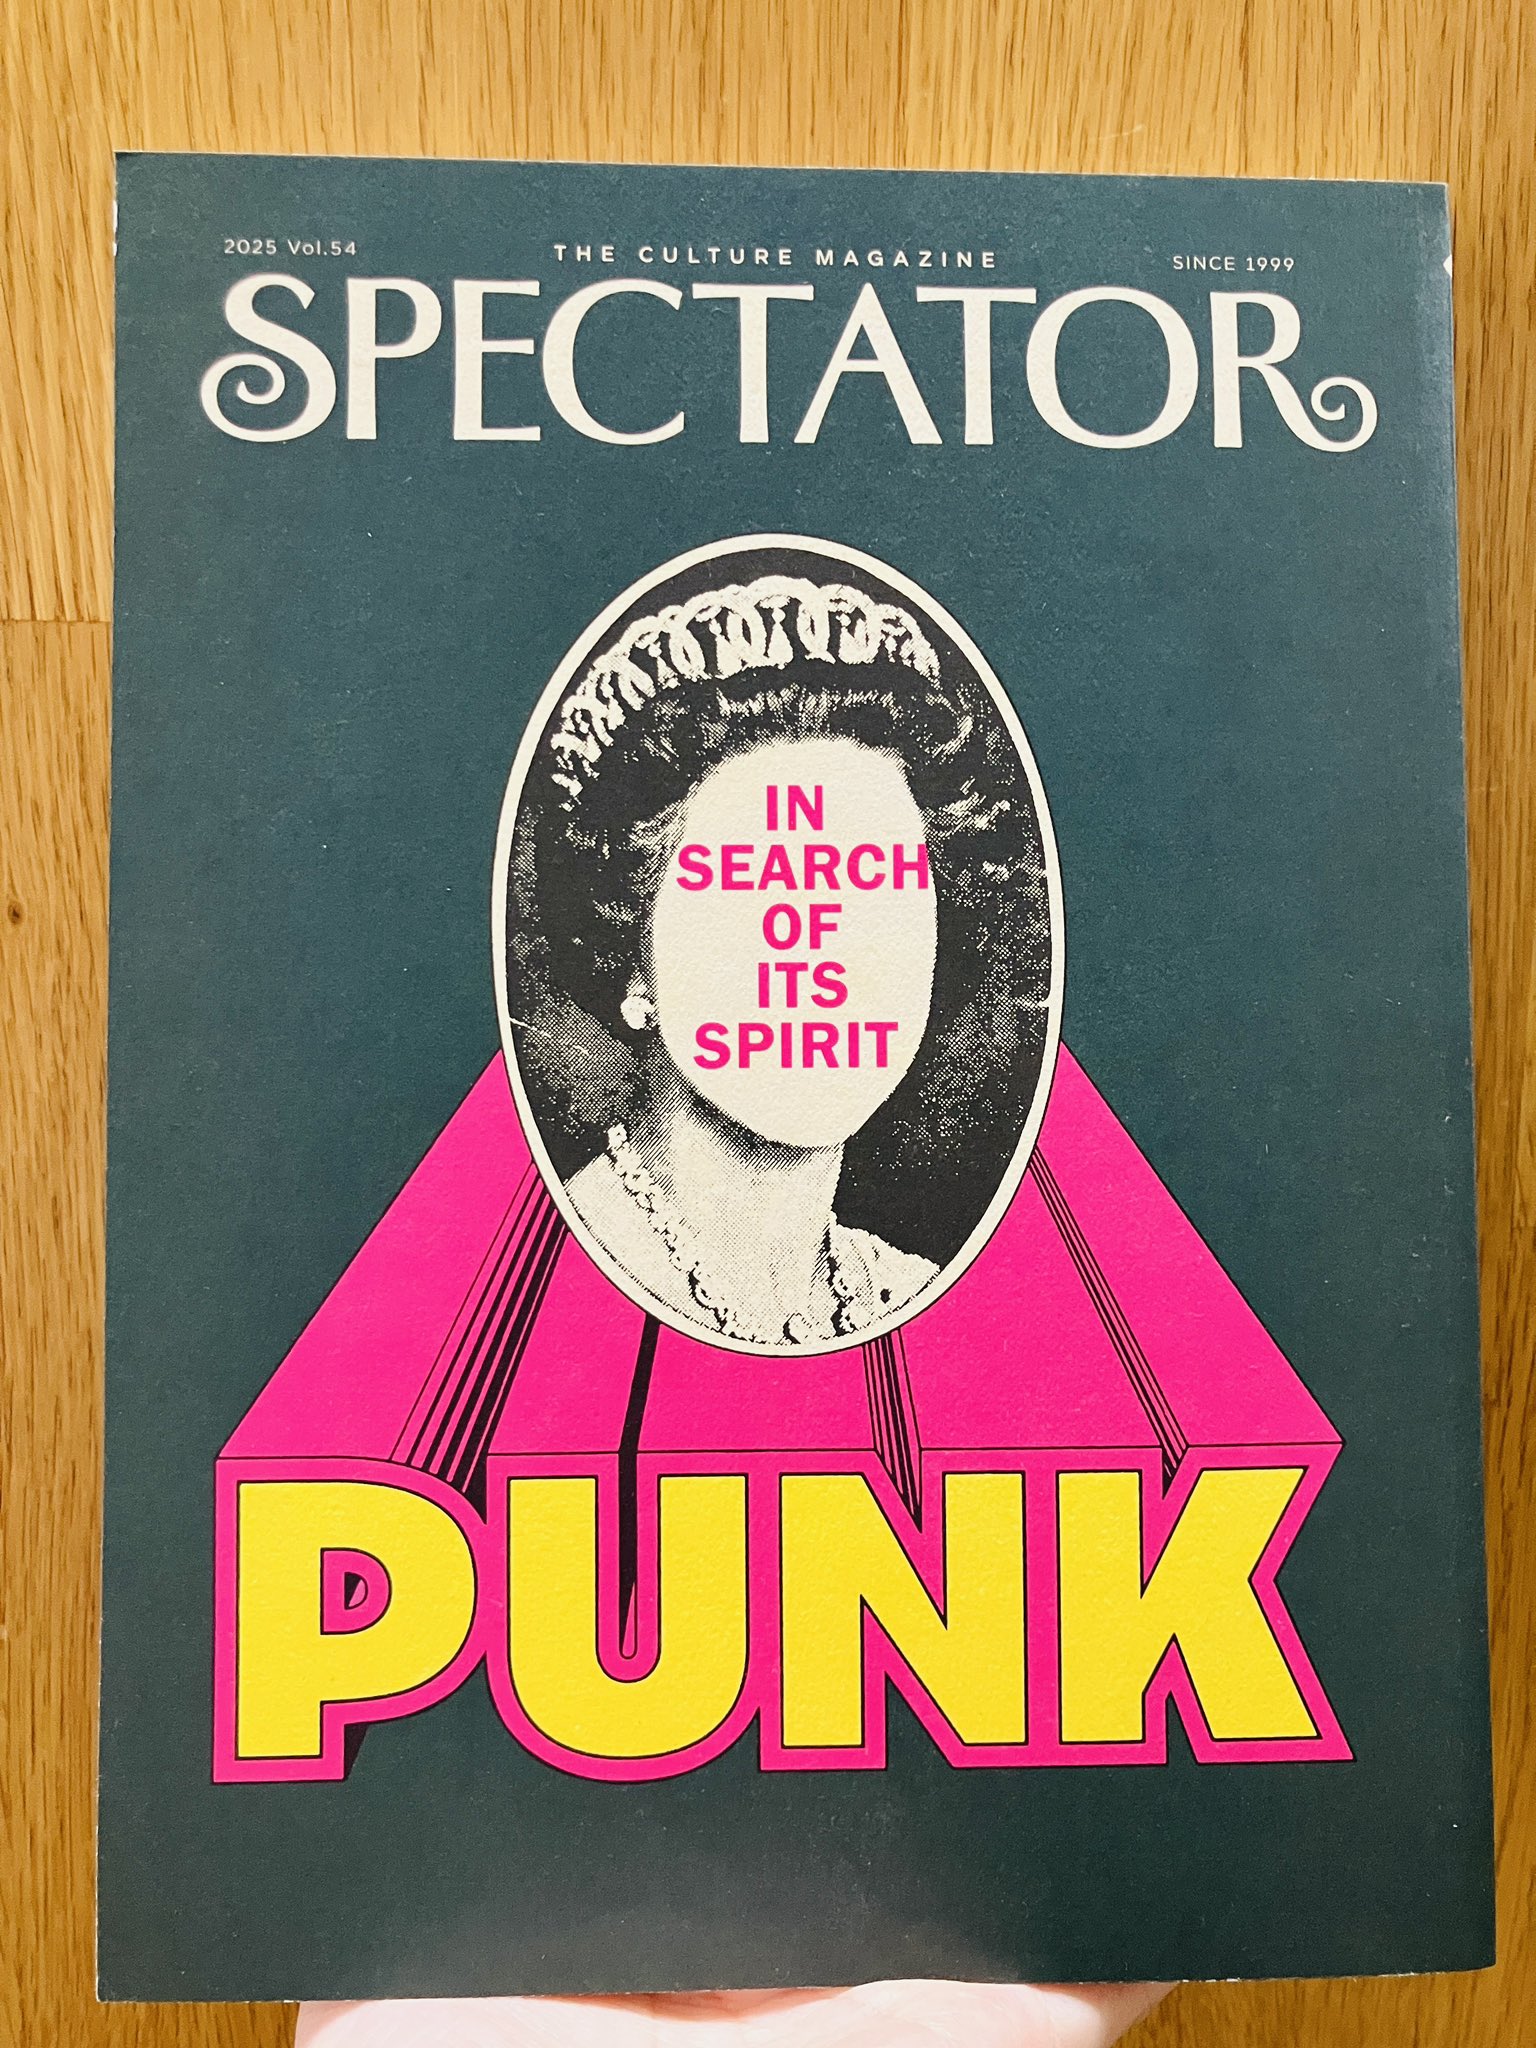 2025 Vol.54
THE CULTURE MAGAZINE
SINCE 1999
SPECTATOR
IN
SEARCH
OF
ITS
SPIRIT
PUNK